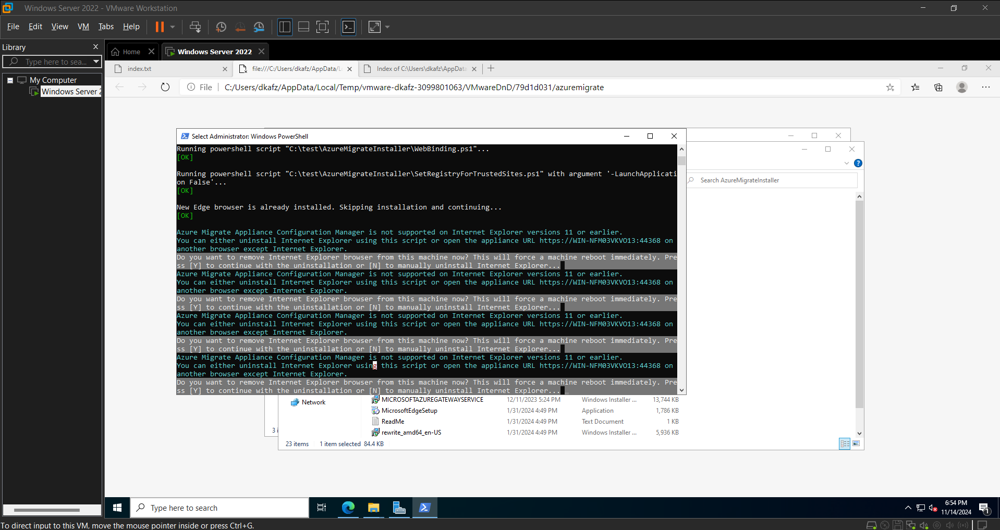 Windows Server 2022 - VMware Workstation
File Edit View VM Tabs Help
Library
Type here to sea...
My Computer
Windows Server 2
Home
Windows Server 2022
index.txt
file:///C:/Users/dkafz/AppData/L
Index of C:\Users\dkafz\AppData
File
C:/Users/dkafz/AppData/Local/Temp/vmware-dkafz-3099801063/VMwareDnD/79d1d031/azuremigrate
Select Administrator: Windows PowerShell
Running powershell script "C:\test\AzureMigrateInstaller\WebBinding.ps1"...
[OK]
Running powershell script "C:\test\AzureMigrateInstaller\SetRegistryForTrustedSites.ps1" with argument '-LaunchApplicati
on False'...
[OK]
New Edge browser is already installed. Skipping installation and continuing...
[OK]
Azure Migrate Appliance Configuration Manager is not supported on Internet Explorer versions 11 or earlier.
You can either uninstall Internet Explorer using this script or open the appliance URL https://WIN-NFM03VKVO13:44368 on
another browser except Internet Explorer.
Do you want to remove Internet Explorer browser from this machine now? This will force a machine reboot immediately. Pre
ss [Y] to continue with the uninstallation or [N] to manually uninstall Internet Explorer...
Azure Migrate Appliance Configuration Manager is not supported on Internet Explorer versions 11 or earlier.
You can either uninstall Internet Explorer using this script or open the appliance URL https://WIN-NFM03VKVO13:44368 on
another browser except Internet Explorer.
Do you want to remove Internet Explorer browser from this machine now? This will force a machine reboot immediately. Pre
ss [Y] to continue with the uninstallation or [N] to manually uninstall Internet Explorer...
Azure Migrate Appliance Configuration Manager is not supported on Internet Explorer versions 11 or earlier.
You can either uninstall Internet Explorer using this script or open the appliance URL https://WIN-NFM03VKVO13:44368 on
another browser except Internet Explorer.
Do you want to remove Internet Explorer browser from this machine now? This will force a machine reboot immediately. Pre
ss [Y] to continue with the uninstallation or [N] to manually uninstall Internet Explorer...
Azure Migrate Appliance Configuration Manager is not supported on Internet Explorer versions 11 or earlier.
You can either uninstall Internet Explorer using this script or open the appliance URL https://WIN-NFM03VKVO13:44368 on
another browser except Internet Explorer.
Do you want to remove Internet Explorer browser from this machine now? This will force a machine reboot immediately. Pre
ss [Y] to continue with the uninstallation or [N] to manually uninstall Internet Explorer...
Search AzureMigrateInstaller
Network
MICROSOFTAZUREGATEWAYSERVICE 12/11/2023 5:24 PM Windows Installer ... 13,744 KB
MicrosoftEdgeSetup 1/31/2024 4:49 PM Application 1,786 KB
ReadMe 1/31/2024 4:49 PM Text Document 1 KB
rewrite_amd64_en-US 1/31/2024 4:49 PM Windows Installer ... 5,936 KB
3 i
23 items 1 item selected 84.4 KB
Type here to search
6:54 PM
11/14/2024
1
To direct input to this VM, move the mouse pointer inside or press Ctrl+G.